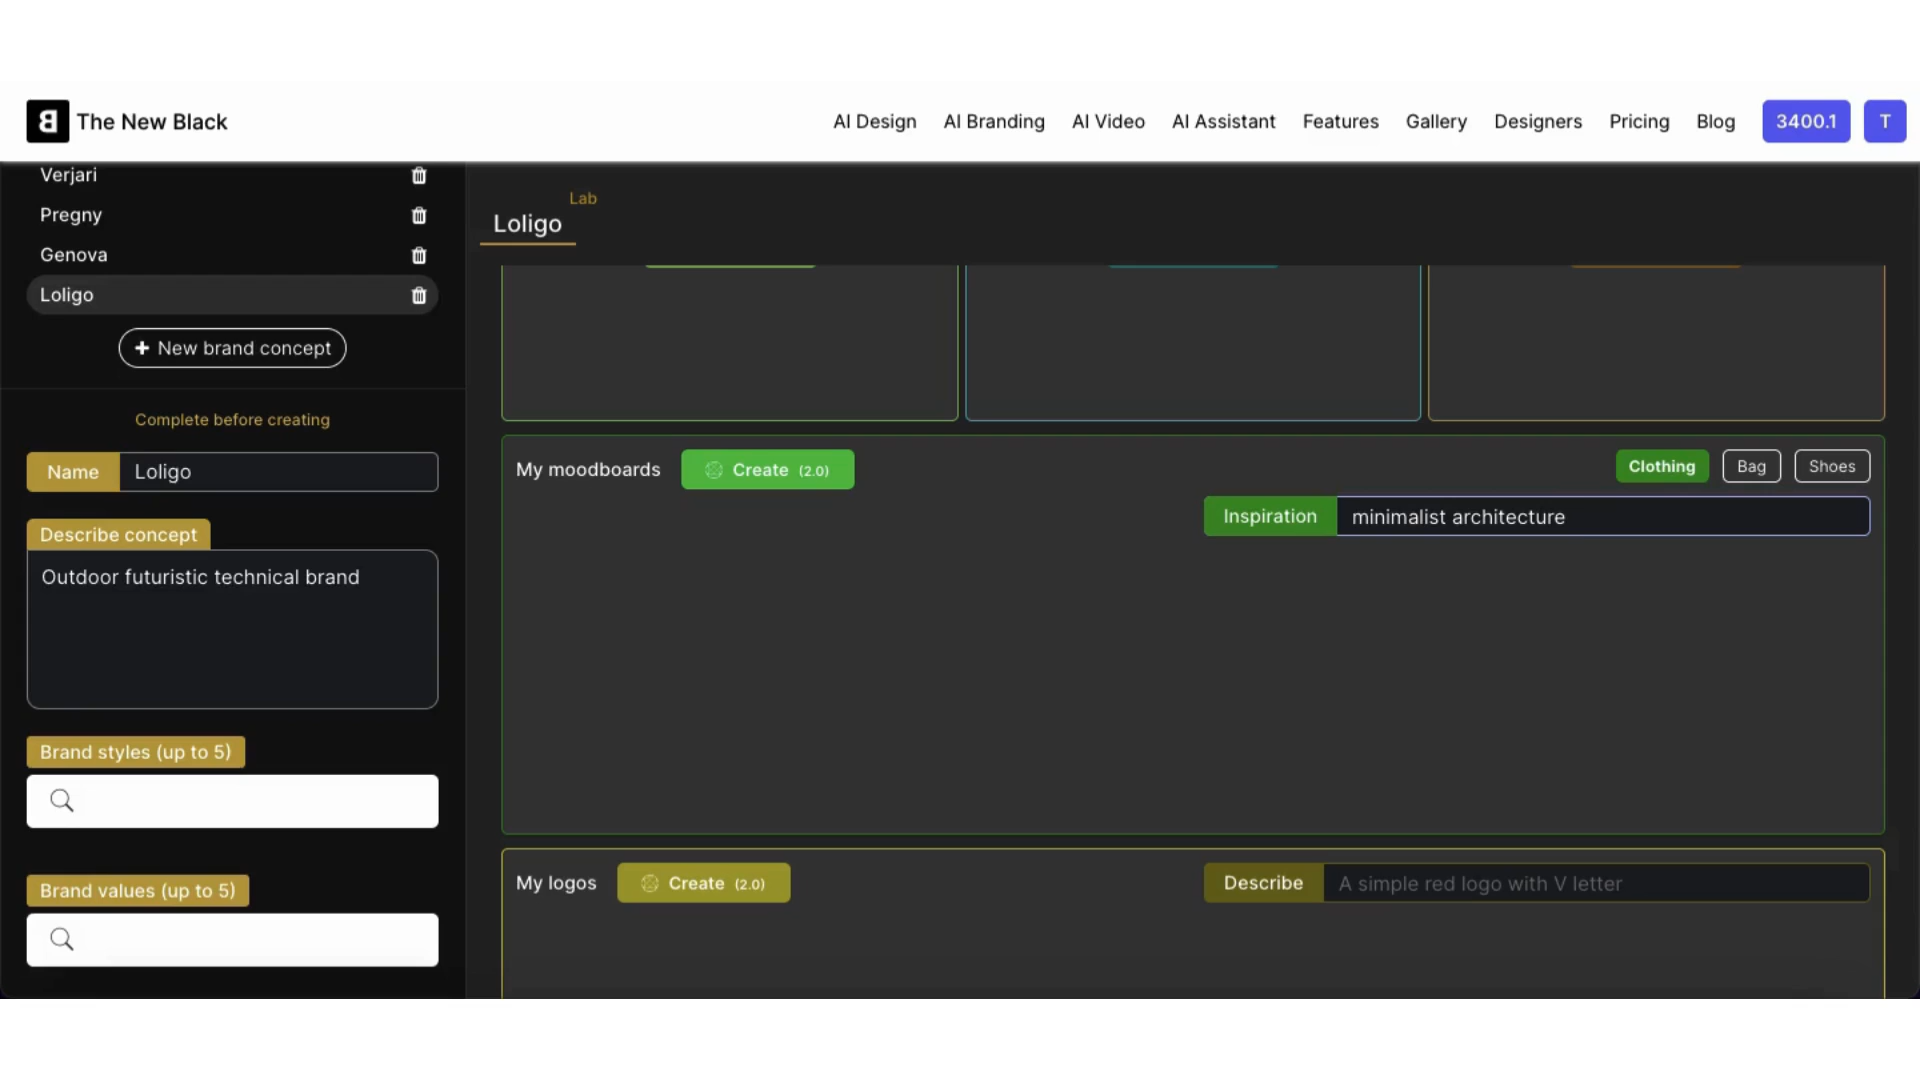 B The New Black
AI Design AI Branding AI Video AI Assistant Features Gallery Designers Pricing Blog 3400.1 T
Verjari
Pregny
Genova
Loligo
+ New brand concept
Complete before creating
Name Loligo
Describe concept
Outdoor futuristic technical brand
Brand styles (up to 5)
Brand values (up to 5)
Lab
Loligo
My moodboards Create (2.0) Clothing Bag Shoes
Inspiration minimalist architecture
My logos Create (2.0) Describe A simple red logo with V letter